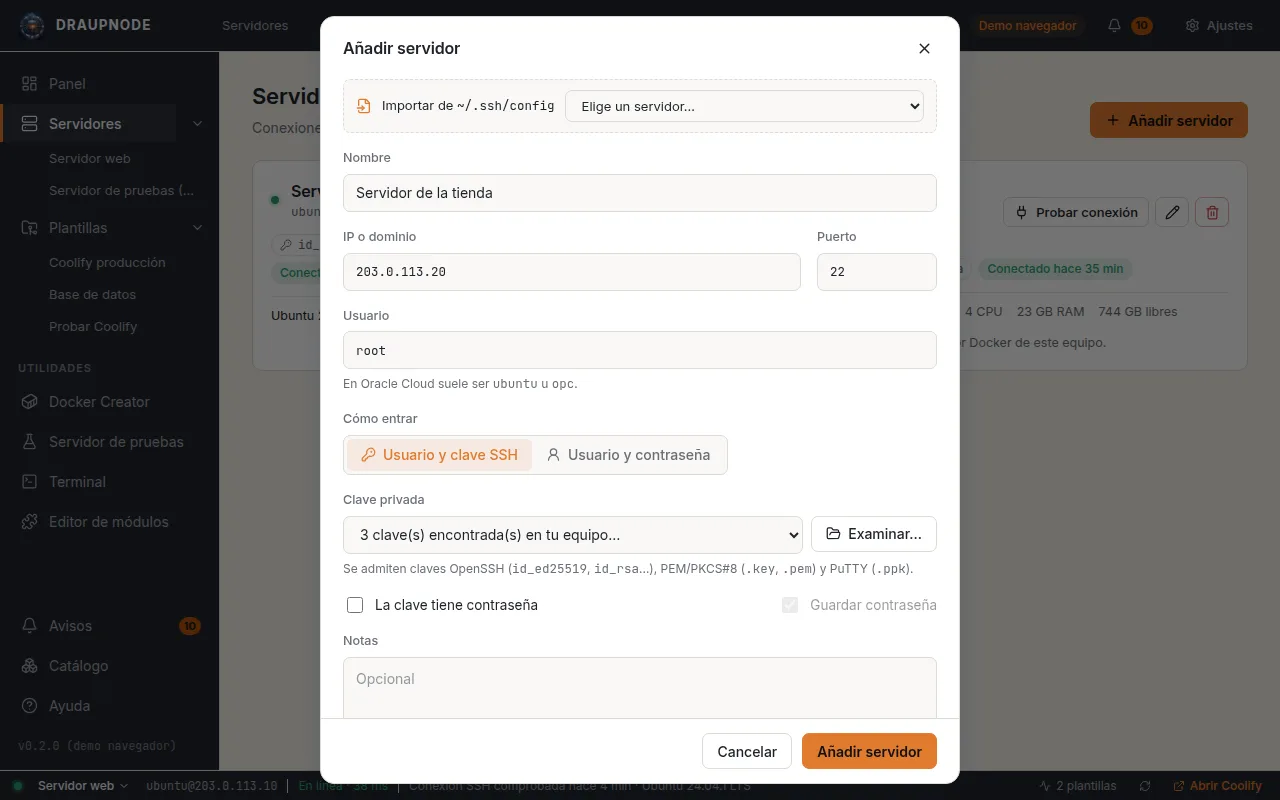 DRAUPNODE
Servidores
Demo navegador
10
Ajustes
Panel
Servidores
Servidor web
Servidor de pruebas (...
Plantillas
Coolify producción
Base de datos
Probar Coolify
UTILIDADES
Docker Creator
Servidor de pruebas
Terminal
Editor de módulos
Avisos
10
Catálogo
Ayuda
v0.2.0 (demo navegador)
Añadir servidor
Importar de ~/.ssh/config
Elige un servidor...
Nombre
Servidor de la tienda
IP o dominio
Puerto
203.0.113.20
22
Usuario
root
En Oracle Cloud suele ser ubuntu u opc.
Cómo entrar
Usuario y clave SSH
Usuario y contraseña
Clave privada
3 clave(s) encontrada(s) en tu equipo...
Examinar...
Se admiten claves OpenSSH (id_ed25519, id_rsa…), PEM/PKCS#8 (.key, .pem) y PuTTY (.ppk).
La clave tiene contraseña
Guardar contraseña
Notas
Opcional
Cancelar
Añadir servidor
Añadir servidor
Probar conexión
Conectado hace 35 min
4 CPU 23 GB RAM 744 GB libres
Docker de este equipo.
Ubuntu
Servidor web
ubuntu@203.0.113.10
En línea · 38 ms
Conexión SSH comprobada hace 4 min · Ubuntu 24.04.1 LTS
2 plantillas
Abrir Coolify